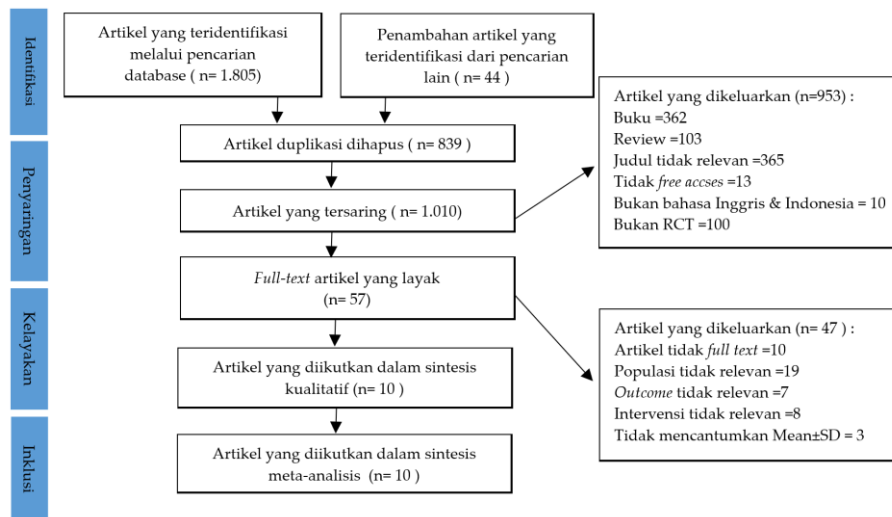 Identifikasi
Artikel yang teridentifikasi
melalui pencarian
database ( n= 1.805)
Penambahan artikel yang
teridentifikasi dari pencarian
lain ( n= 44 )
Artikel duplikasi dihapus ( n= 839 )
Penyaringan
Artikel yang tersaring ( n= 1.010)
Artikel yang dikeluarkan (n=953) :
Buku =362
Review =103
Judul tidak relevan =365
Tidak free accses =13
Bukan bahasa Inggris & Indonesia = 10
Bukan RCT =100
Full-text artikel yang layak
(n= 57)
Kelayakan
Artikel yang dikeluarkan (n= 47 ) :
Artikel tidak full text =10
Populasi tidak relevan =19
Outcome tidak relevan =7
Intervensi tidak relevan =8
Tidak mencantumkan Mean±SD = 3
Artikel yang diikutkan dalam sintesis
kualitatif (n= 10 )
Inklusi
Artikel yang diikutkan dalam sintesis
meta-analisis (n= 10 )